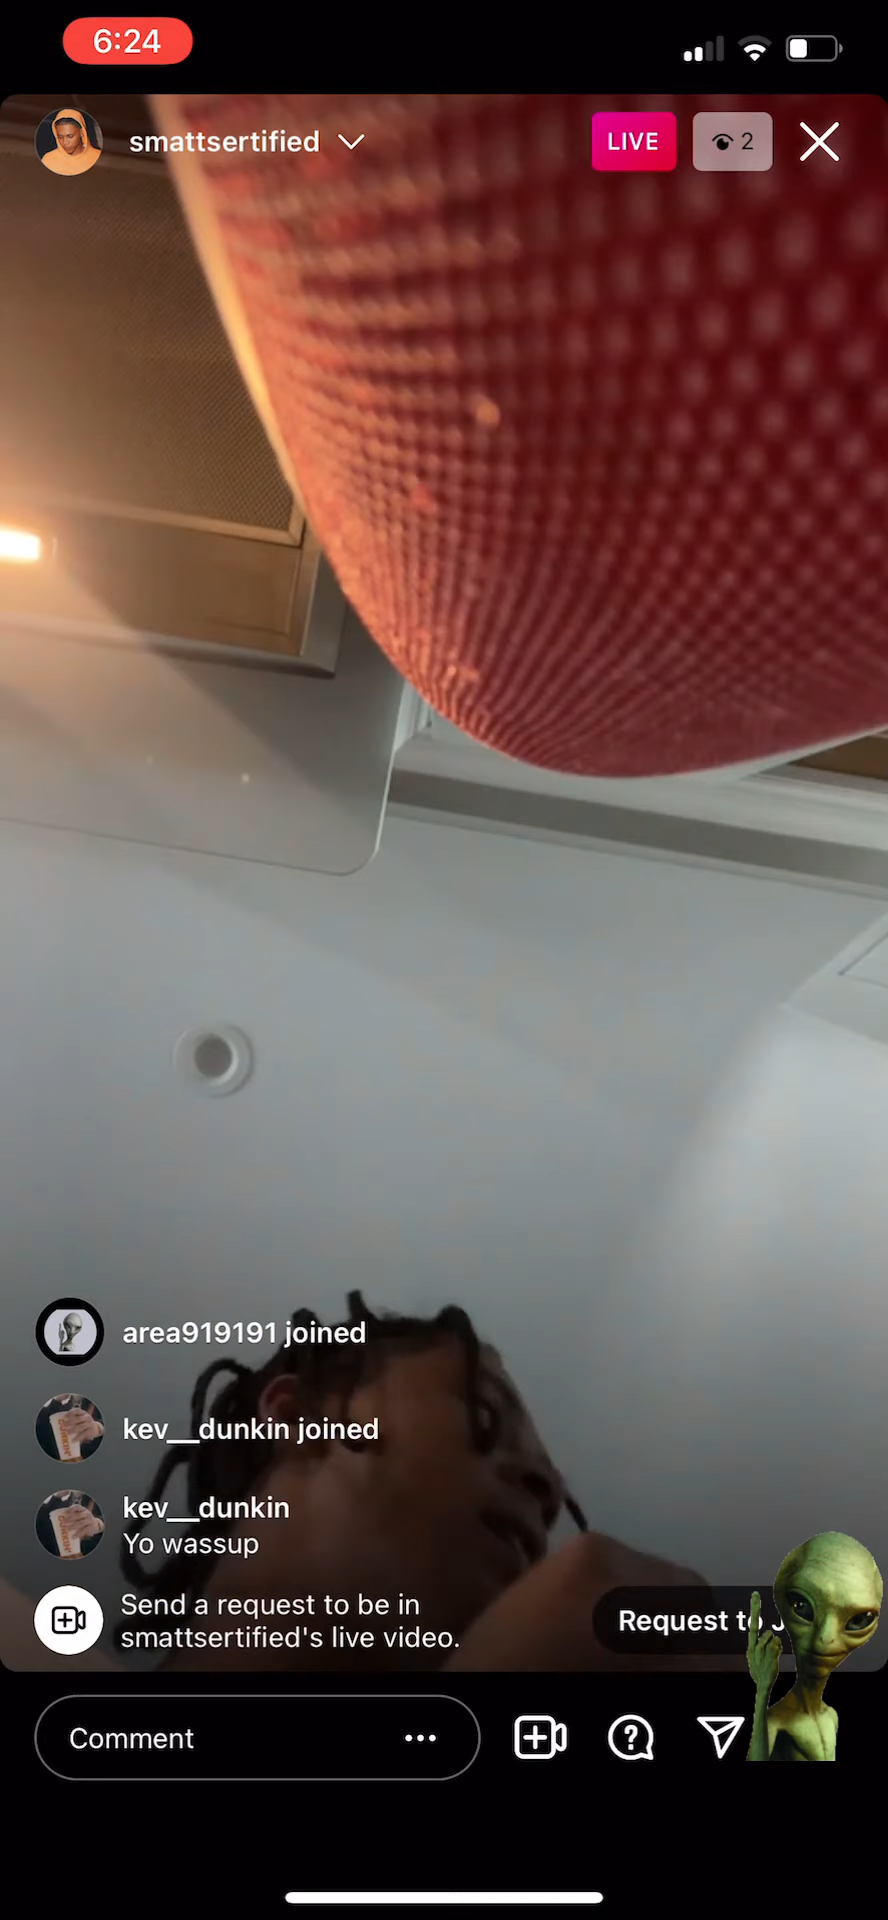 6:24
smattsertified
LIVE
2
area919191 joined
kev__dunkin joined
kev__dunkin
Yo wassup
Send a request to be in
smattsertified's live video.
Request to J
Comment